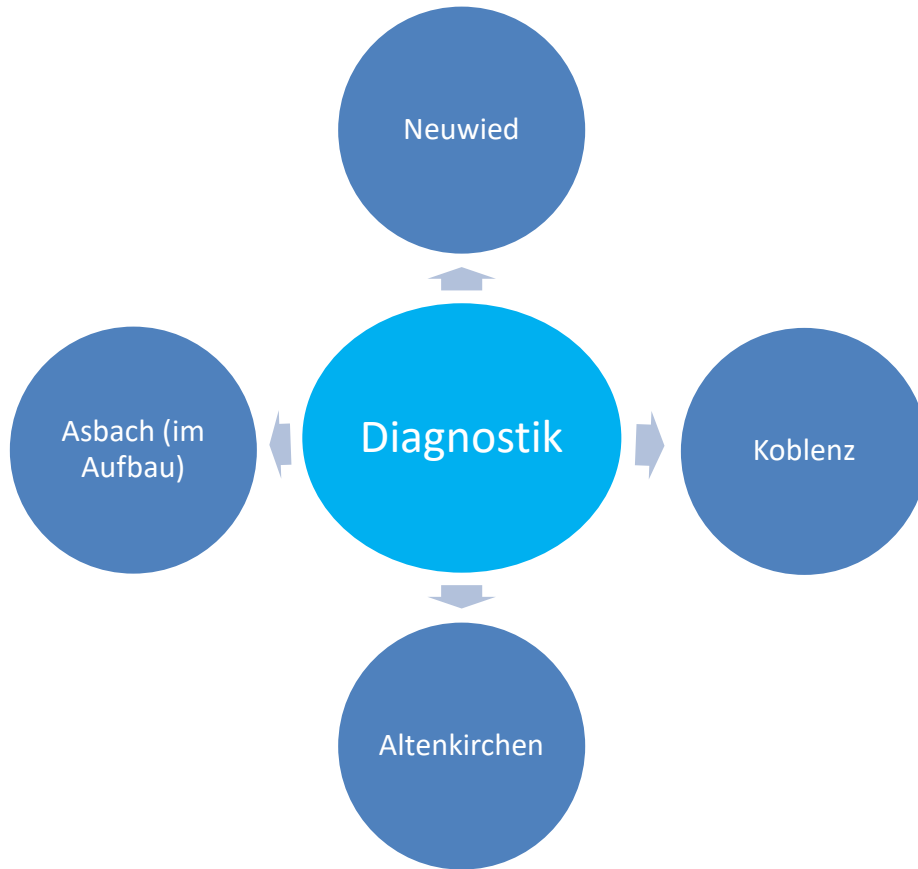 Neuwied
Asbach (im
Aufbau)
Diagnostik
Koblenz
Altenkirchen